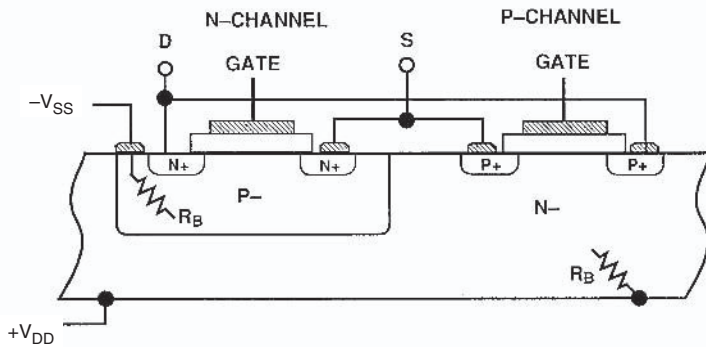 N–CHANNEL P–CHANNEL
D S
GATE GATE
–VSS
N+ N+ P+ P+
P– N–
RB
RB
+VDD